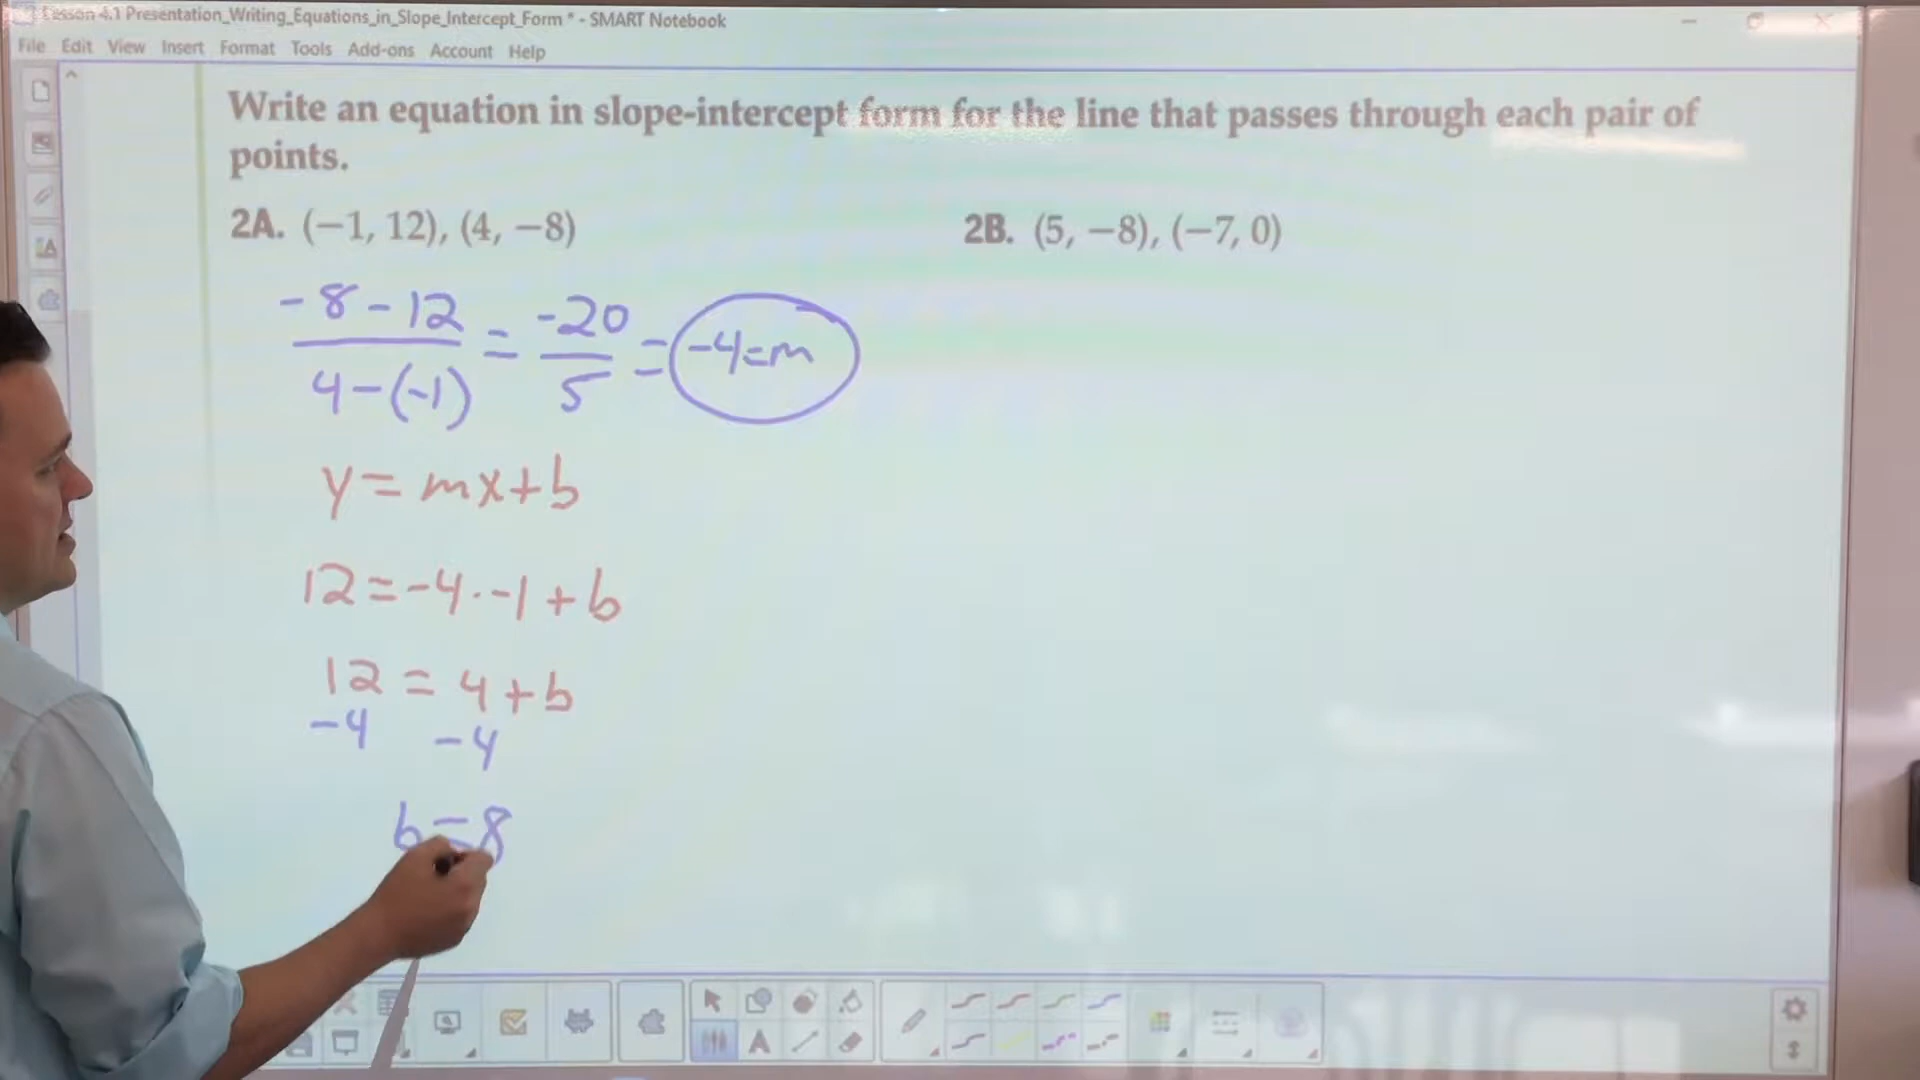 Lesson 4.1 Presentation_Writing_Equations_in_Slope_Intercept_Form * - SMART Notebook
File Edit View Insert Format Tools Add-ons Account Help
Write an equation in slope-intercept form for the line that passes through each pair of
points.
2A. (−1, 12), (4, −8)
2B. (5, −8), (−7, 0)
-8-12 / 4-(-1) = -20 / 5 = -4=m
y = mx+b
12=-4·-1+b
12 = 4+b
-4 -4
b=8